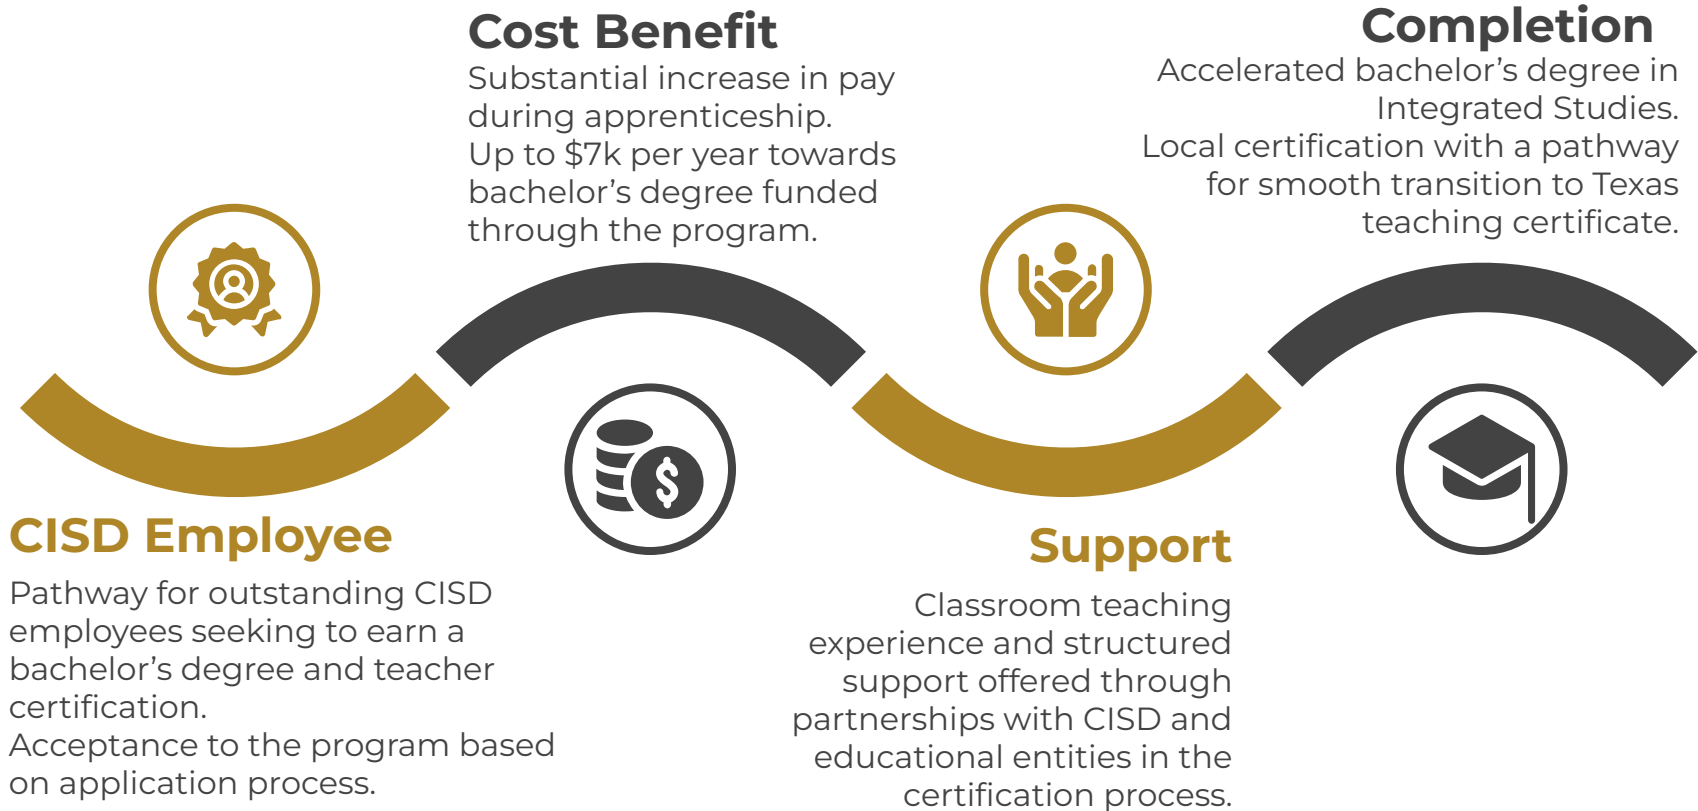 Cost Benefit
Substantial increase in pay
during apprenticeship.
Up to $7k per year towards
bachelor’s degree funded
through the program.
Completion
Accelerated bachelor’s degree in
Integrated Studies.
Local certification with a pathway
for smooth transition to Texas
teaching certificate.
$
CISD Employee
Pathway for outstanding CISD
employees seeking to earn a
bachelor’s degree and teacher
certification.
Acceptance to the program based
on application process.
Support
Classroom teaching
experience and structured
support offered through
partnerships with CISD and
educational entities in the
certification process.